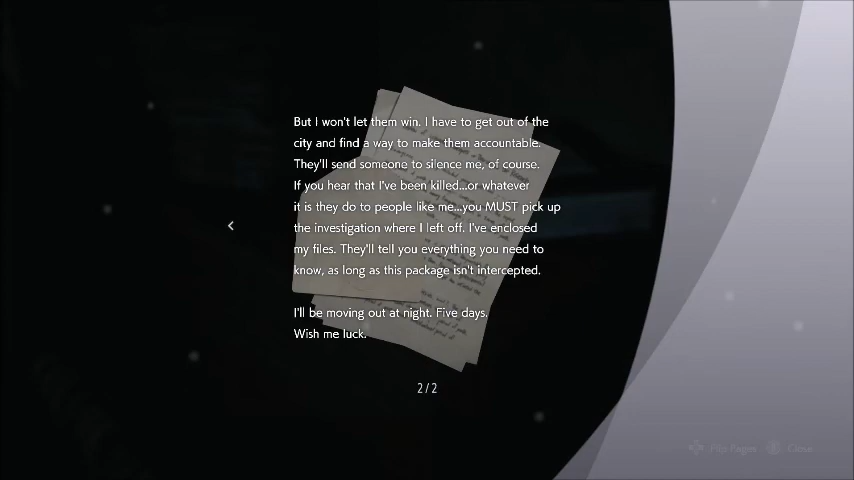 But I won't let them win. I have to get out of the
city and find a way to make them accountable.
They'll send someone to silence me, of course.
If you hear that I've been killed...or whatever
it is they do to people like me...you MUST pick up
the investigation where I left off. I've enclosed
my files. They'll tell you everything you need to
know, as long as this package isn't intercepted.
I'll be moving out at night. Five days.
Wish me luck.
2/2
Flip Pages Close